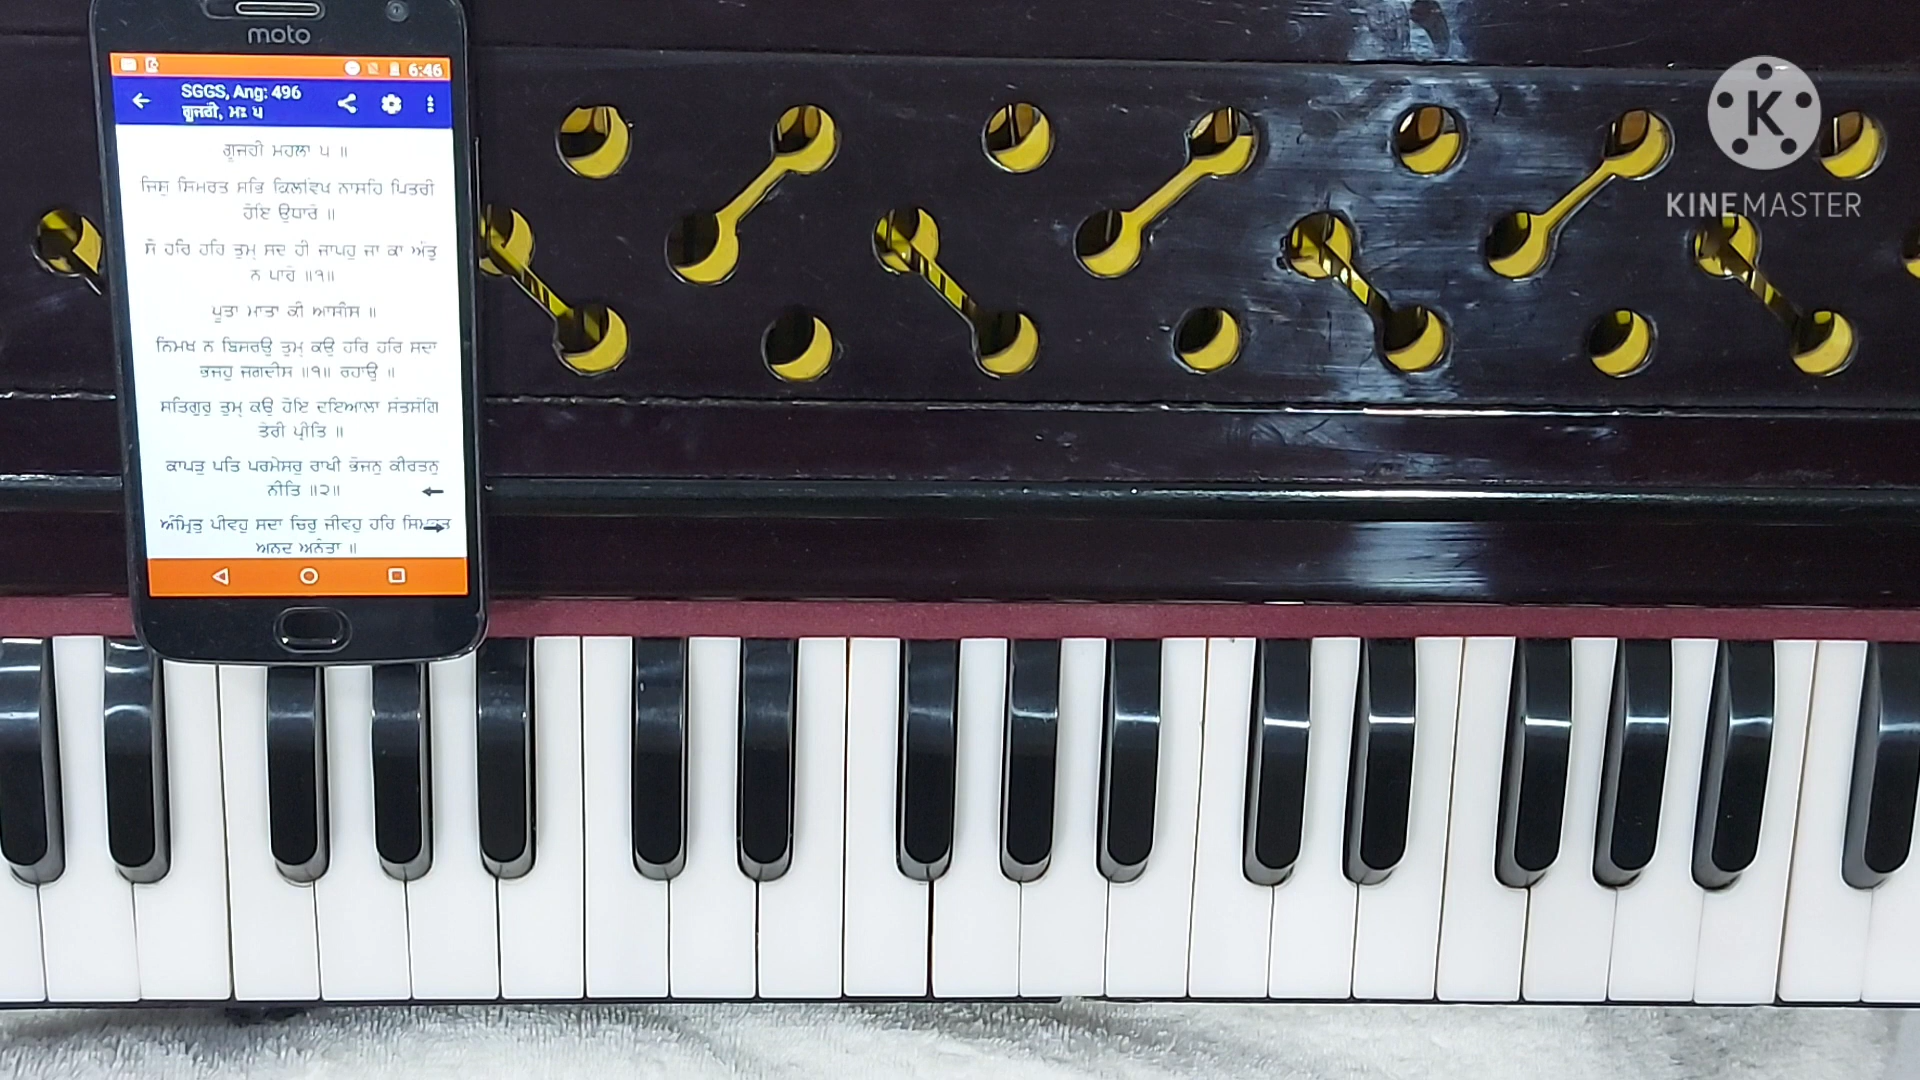 moto
6:46
SGGS, Ang: 496
ਗੂਜਰੀ, ਮਃ ੫
ਗੂਜਰੀ ਮਹਲਾ ੫ ॥
ਜਿਸੁ ਸਿਮਰਤ ਸਭਿ ਕਿਲਵਿਖ ਨਾਸਹਿ ਪਿਤਰੀ
ਹੋਇ ਉਧਾਰੋ ॥
ਸੋ ਹਰਿ ਹਰਿ ਤੁਮ੍ ਸਦ ਹੀ ਜਾਪਹੁ ਜਾ ਕਾ ਅੰਤੁ
ਨ ਪਾਰੋ ॥੧॥
ਪੂਤਾ ਮਾਤਾ ਕੀ ਆਸੀਸ ॥
ਨਿਮਖ ਨ ਬਿਸਰਉ ਤੁਮ੍ ਕਉ ਹਰਿ ਹਰਿ ਸਦਾ
ਭਜਹੁ ਜਗਦੀਸ ॥੧॥ ਰਹਾਉ ॥
ਸਤਿਗੁਰੁ ਤੁਮ੍ ਕਉ ਹੋਇ ਦਇਆਲਾ ਸੰਤਸੰਗਿ
ਤੇਰੀ ਪ੍ਰੀਤਿ ॥
ਕਾਪੜੁ ਪਤਿ ਪਰਮੇਸਰੁ ਰਾਖੀ ਭੋਜਨੁ ਕੀਰਤਨੁ
ਨੀਤਿ ॥੨॥
ਅੰਮ੍ਰਿਤੁ ਪੀਵਹੁ ਸਦਾ ਚਿਰੁ ਜੀਵਹੁ ਹਰਿ ਸਿਮਰਤ
ਅਨਦ ਅਨੰਤਾ ॥
K
KINEMASTER